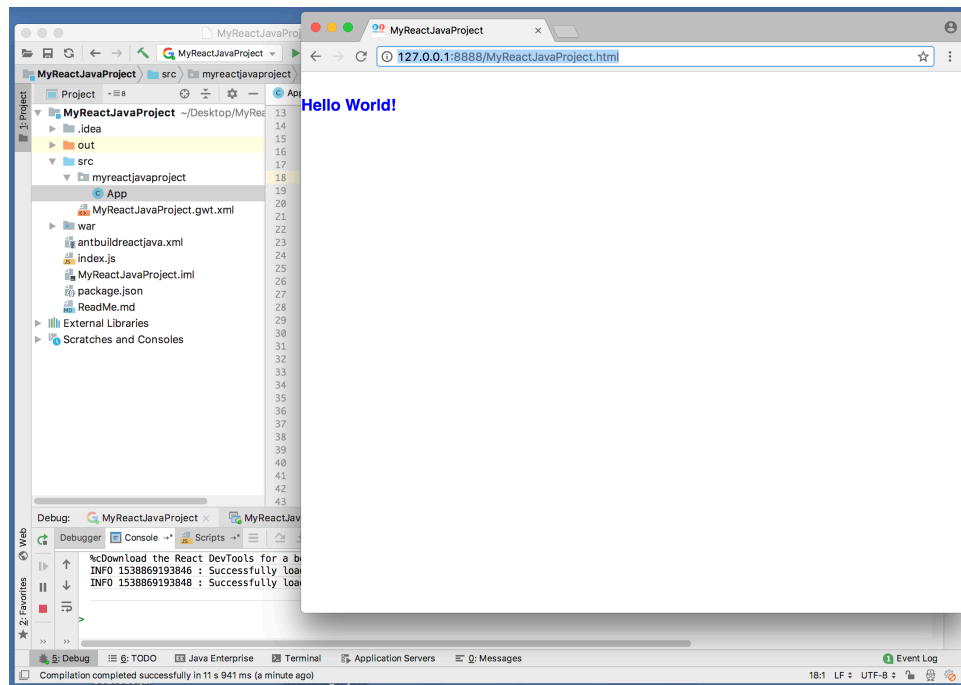 MyReactJavaProj
MyReactJavaProject
MyReactJavaProject
127.0.0.1:8888/MyReactJavaProject.html
MyReactJavaProject src myreactjavaproject
1: Project
Project
App
Hello World!
MyReactJavaProject ~/Desktop/MyRea
.idea
out
src
myreactjavaproject
App
MyReactJavaProject.gwt.xml
war
antbuildreactjava.xml
index.js
MyReactJavaProject.iml
package.json
ReadMe.md
External Libraries
Scratches and Consoles
13
14
15
16
17
18
19
20
21
22
23
24
25
26
27
28
29
30
31
32
33
34
35
36
37
38
39
40
41
42
43
Debug: MyReactJavaProject MyReactJav
Debugger Console Scripts
Web
2: Favorites
%cDownload the React DevTools for a be
INFO 1538869193846 : Successfully loa
INFO 1538869193848 : Successfully loa
>
5: Debug 6: TODO Java Enterprise Terminal Application Servers 0: Messages 1 Event Log
Compilation completed successfully in 11 s 941 ms (a minute ago) 18:1 LF UTF-8